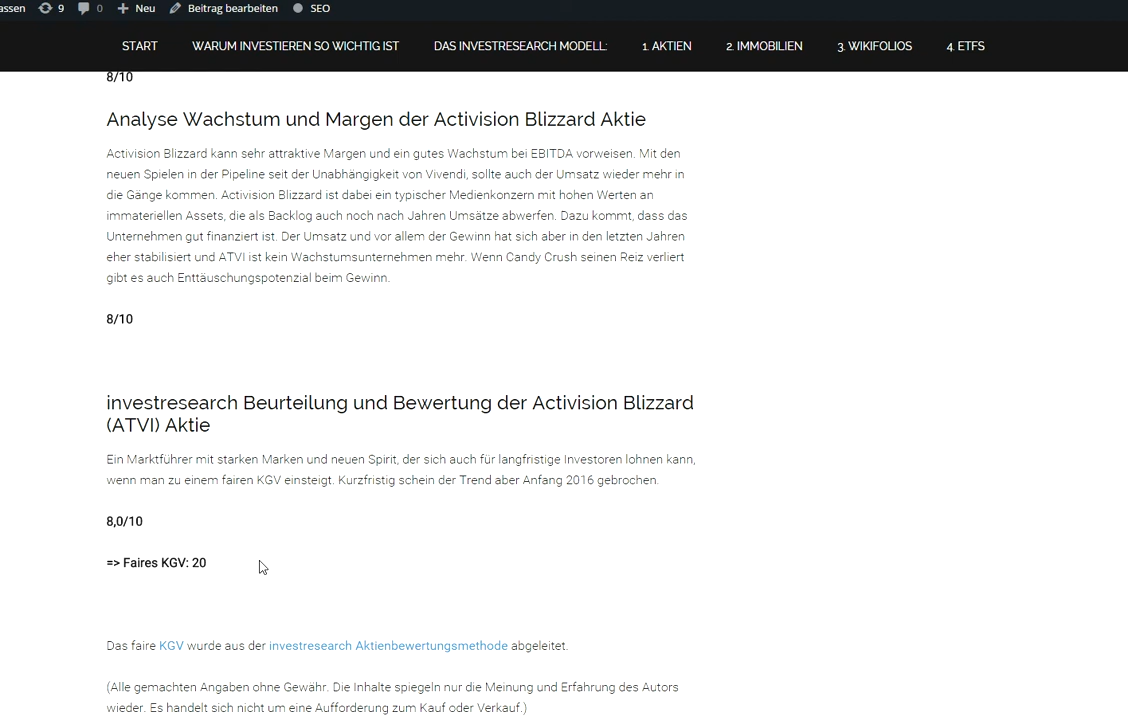 assen 9 0 Neu Beitrag bearbeiten SEO
START WARUM INVESTIEREN SO WICHTIG IST DAS INVESTRESEARCH MODELL: 1. AKTIEN 2. IMMOBILIEN 3. WIKIFOLIOS 4. ETFS
8/10
Analyse Wachstum und Margen der Activision Blizzard Aktie
Activision Blizzard kann sehr attraktive Margen und ein gutes Wachstum bei EBITDA vorweisen. Mit den
neuen Spielen in der Pipeline seit der Unabhängigkeit von Vivendi, sollte auch der Umsatz wieder mehr in
die Gänge kommen. Activision Blizzard ist dabei ein typischer Medienkonzern mit hohen Werten an
immateriellen Assets, die als Backlog auch noch nach Jahren Umsätze abwerfen. Dazu kommt, dass das
Unternehmen gut finanziert ist. Der Umsatz und vor allem der Gewinn hat sich aber in den letzten Jahren
eher stabilisiert und ATVI ist kein Wachstumsunternehmen mehr. Wenn Candy Crush seinen Reiz verliert
gibt es auch Enttäuschungspotenzial beim Gewinn.
8/10
investresearch Beurteilung und Bewertung der Activision Blizzard
(ATVI) Aktie
Ein Marktführer mit starken Marken und neuen Spirit, der sich auch für langfristige Investoren lohnen kann,
wenn man zu einem fairen KGV einsteigt. Kurzfristig schein der Trend aber Anfang 2016 gebrochen.
8,0/10
=> Faires KGV: 20
Das faire KGV wurde aus der investresearch Aktienbewertungsmethode abgeleitet.
(Alle gemachten Angaben ohne Gewähr. Die Inhalte spiegeln nur die Meinung und Erfahrung des Autors
wieder. Es handelt sich nicht um eine Aufforderung zum Kauf oder Verkauf.)